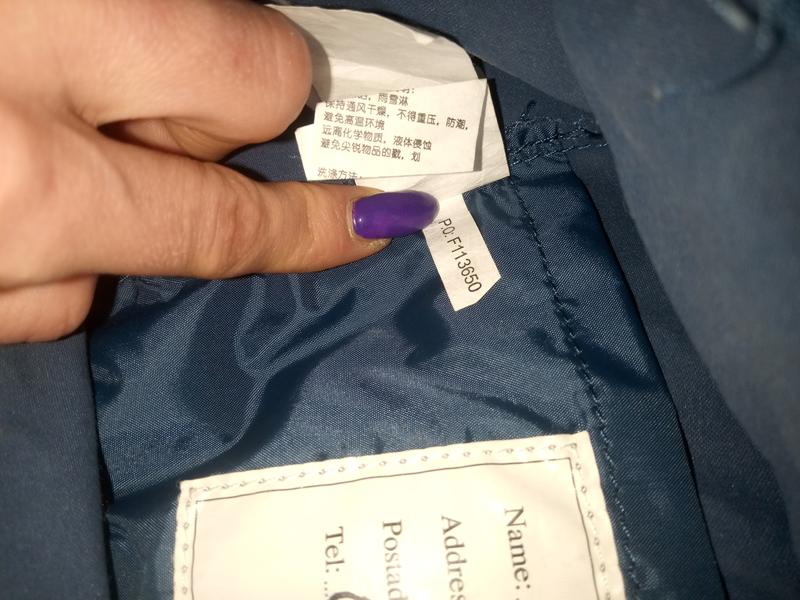 雨雪淋
保持通风干燥，不得重压，防潮，
避免高温环境
远离化学物质，液体侵蚀
避免尖锐物品的戳，划
洗涤方法：
P.O: F113650
Name:
Addres
Postad
Tel: ...